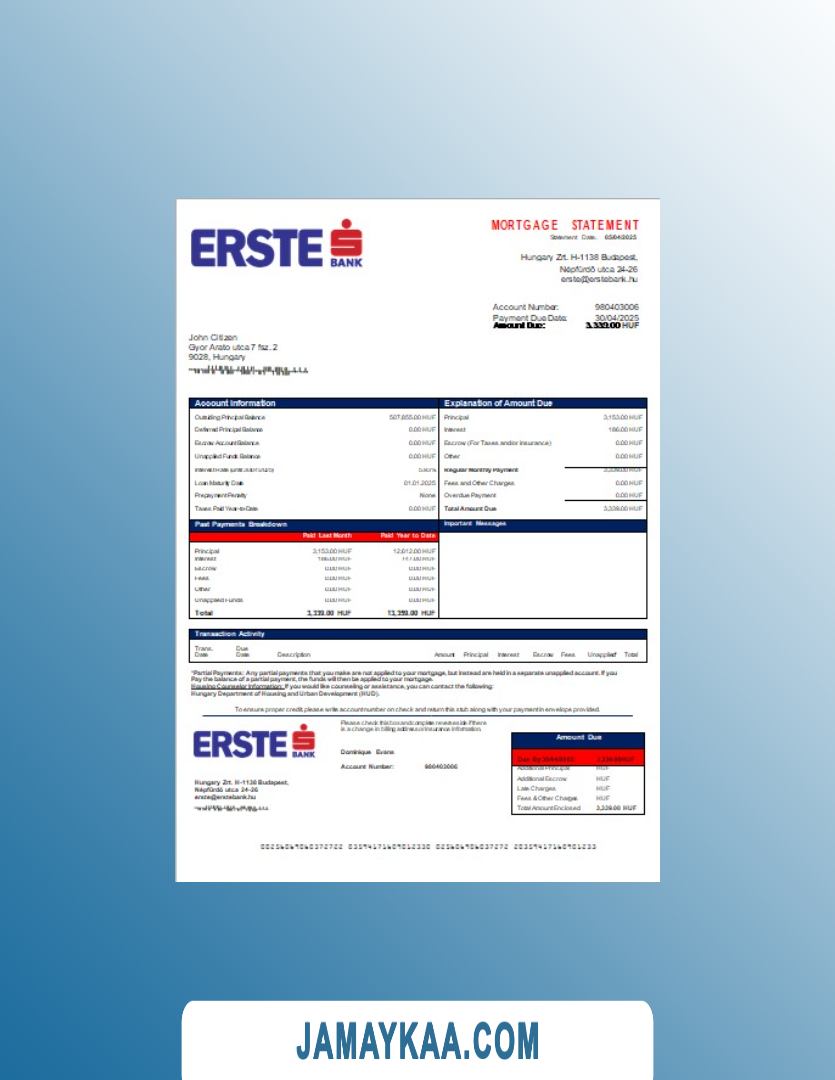 ERSTE
BANK
MORTGAGE STATEMENT
Statement Date: 05/04/2025
Hungary Zrt. H-1138 Budapest,
Népfürdő utca 24-26
erste@erstebank.hu
Account Number: 980403006
Payment Due Date: 30/04/2025
Amount Due: 3,339.00 HUF
John Citizen
Gyor Arato utca 7 fsz. 2
9028, Hungary
Account Information Explanation of Amount Due
Outsiding Principal Balance 507,855.00 HUF Principal 3,153.00 HUF
Deferred Principal Balance 0.00 HUF Interest 186.00 HUF
Escrow Account Balance 0.00 HUF Escrow (For Taxes and/or Insurance) 0.00 HUF
Unapplied Funds Balance 0.00 HUF Other 0.00 HUF
Regular Monthly Payment 3,339.00 HUF
Loan Maturity Date 01.01.2025 Fees and Other Charges 0.00 HUF
Prepayment Penalty None Overdue Payment 0.00 HUF
Taxes Paid Year-to-Date 0.00 HUF Total Amount Due 3,339.00 HUF
Past Payments Breakdown Important Messages
Paid Last Month Paid Year to Date
Principal 3,153.00 HUF 12,612.00 HUF
Interest 186.00 HUF
Escrow 0.00 HUF 0.00 HUF
Fees 0.00 HUF 0.00 HUF
Other 0.00 HUF 0.00 HUF
Unapplied Funds 0.00 HUF 0.00 HUF
Total 3,339.00 HUF 13,359.00 HUF
Transaction Activity
Trans. Date Due Date Description Amount Principal Interest Escrow Fees Unapplied Total
*Partial Payments: Any partial payments that you make are not applied to your mortgage, but instead are held in a separate unapplied account. If you
Pay the balance of a partial payment, the funds will then be applied to your mortgage.
Housing Counselor Information: If you would like counseling or assistance, you can contact the following:
Hungary Department of Housing and Urban Development (HUD).
To ensure proper credit please write account number on check and return this stub along with your payment in envelope provided.
ERSTE
BANK
Please check this box and complete reverse side if there
is a change in billing address or insurance information
Dominique Evans
Account Number: 980403006
Hungary Zrt. H-1138 Budapest,
Népfürdő utca 24-26
erste@erstebank.hu
Amount Due
Additional Principal HUF
Additional Escrow HUF
Late Charges HUF
Fees & Other Charges HUF
Total Amount Enclosed 3,339.00 HUF
JAMAYKAA.COM